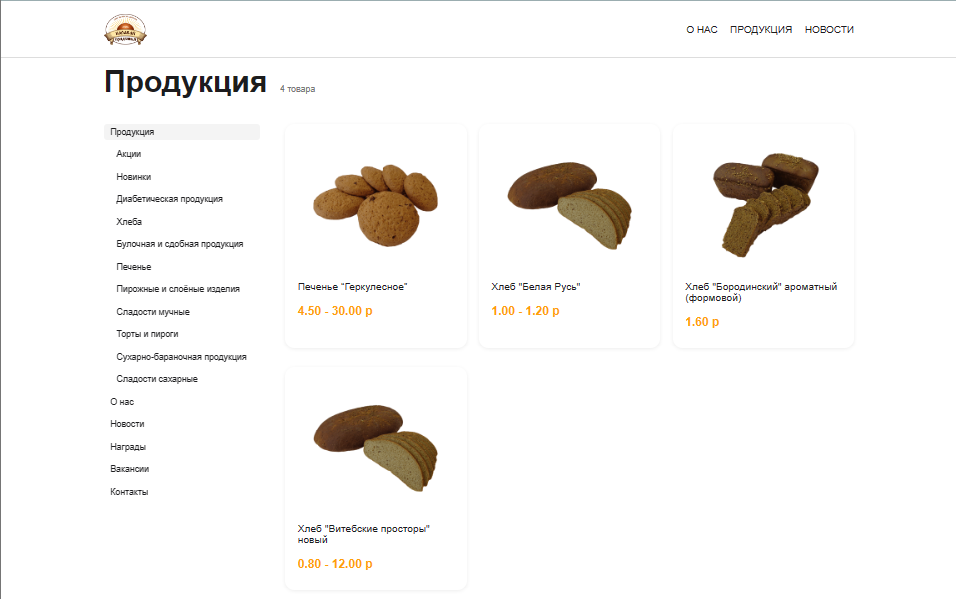 О НАС ПРОДУКЦИЯ НОВОСТИ
Продукция 4 товара
Продукция
Акции
Новинки
Диабетическая продукция
Хлеба
Булочная и сдобная продукция
Печенье
Пирожные и слоёные изделия
Сладости мучные
Торты и пироги
Сухарно-бараночная продукция
Сладости сахарные
О нас
Новости
Награды
Вакансии
Контакты
Печенье "Геркулесное"
4.50 - 30.00 р
Хлеб "Белая Русь"
1.00 - 1.20 р
Хлеб "Бородинский" ароматный
(формовой)
1.60 р
Хлеб "Витебские просторы"
новый
0.80 - 12.00 р